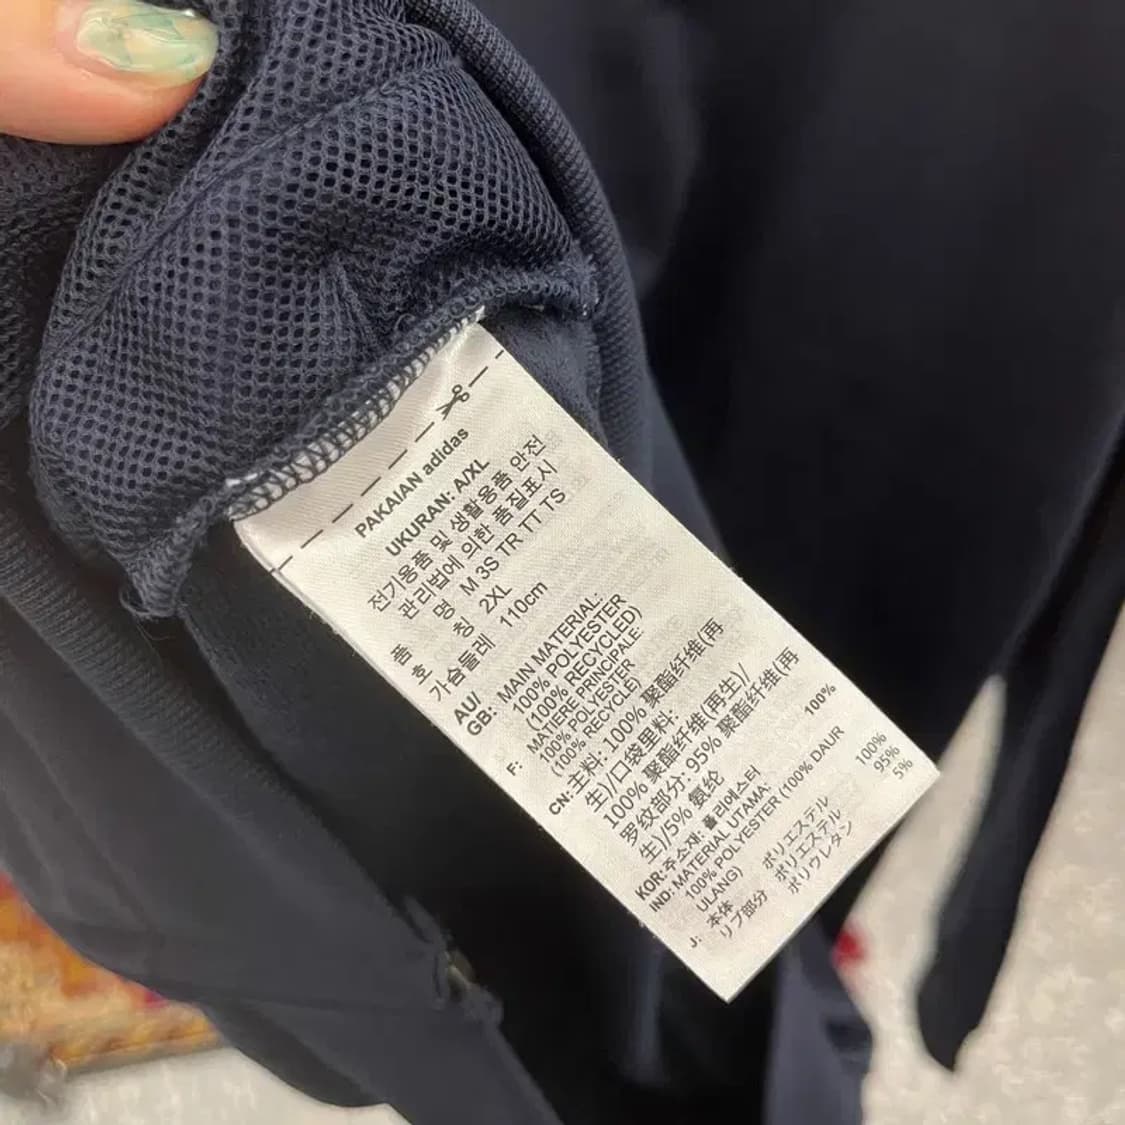 PAKAIAN adidas
UKURAN: A/XL
전기용품 및 생활용품 안전
관리법에 의한 품질표시
품 명 M 3S TR TT TS
호 칭 2XL
가슴둘레 110cm
AU/
GB: MAIN MATERIAL:
100% POLYESTER
(100% RECYCLED)
F: MATIERE PRINCIPALE:
100% POLYESTER
(100% RECYCLE)
CN: 主料: 100% 聚酯纤维(再
生)/口袋里料:
100% 聚酯纤维(再生)/
罗纹部分: 95% 聚酯纤维(再
生)/5% 氨纶
KOR: 주소재: 폴리에스터 100%
IND: MATERIAL UTAMA:
100% POLYESTER (100% DAUR
ULANG)
J: 本体 ポリエステル 100%
リブ部分 ポリエステル 95%
ポリウレタン 5%